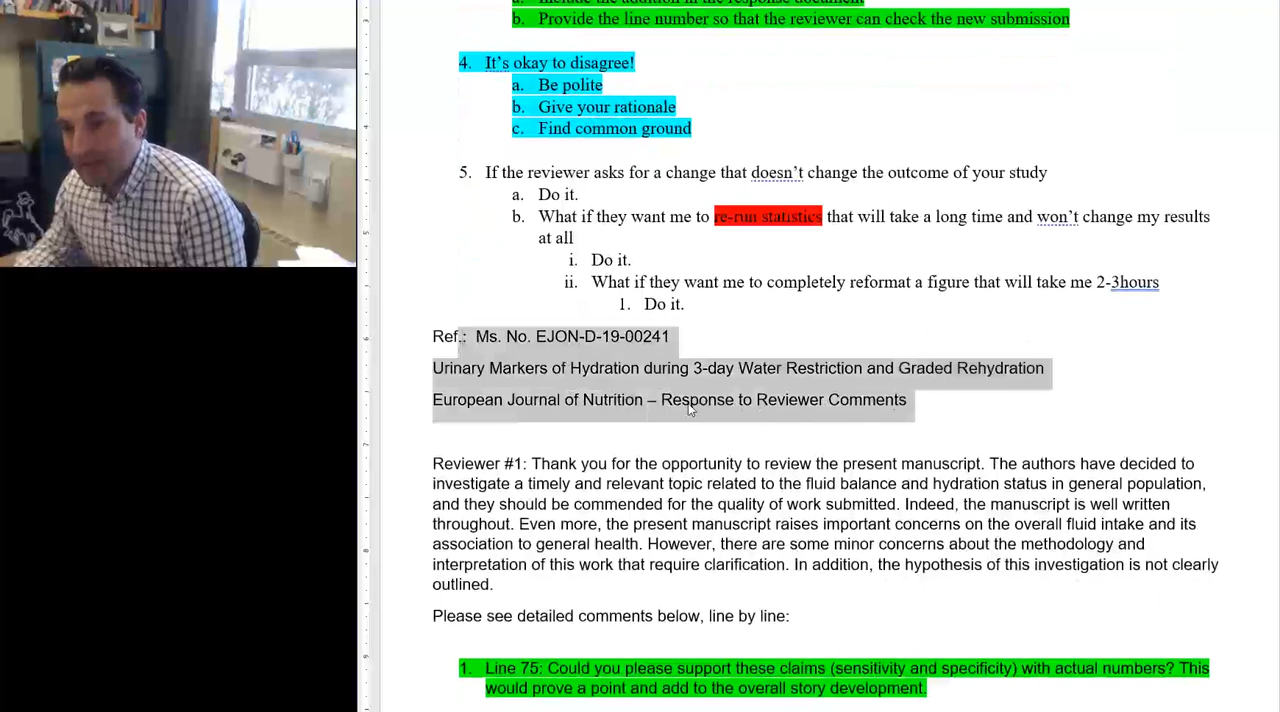 a. Include the addition in the response document
b. Provide the line number so that the reviewer can check the new submission
4. It's okay to disagree!
a. Be polite
b. Give your rationale
c. Find common ground
5. If the reviewer asks for a change that doesn't change the outcome of your study
a. Do it.
b. What if they want me to re-run statistics that will take a long time and won't change my results
at all
i. Do it.
ii. What if they want me to completely reformat a figure that will take me 2-3hours
1. Do it.
Ref.: Ms. No. EJON-D-19-00241
Urinary Markers of Hydration during 3-day Water Restriction and Graded Rehydration
European Journal of Nutrition – Response to Reviewer Comments
Reviewer #1: Thank you for the opportunity to review the present manuscript. The authors have decided to
investigate a timely and relevant topic related to the fluid balance and hydration status in general population,
and they should be commended for the quality of work submitted. Indeed, the manuscript is well written
throughout. Even more, the present manuscript raises important concerns on the overall fluid intake and its
association to general health. However, there are some minor concerns about the methodology and
interpretation of this work that require clarification. In addition, the hypothesis of this investigation is not clearly
outlined.
Please see detailed comments below, line by line:
1. Line 75: Could you please support these claims (sensitivity and specificity) with actual numbers? This
would prove a point and add to the overall story development.